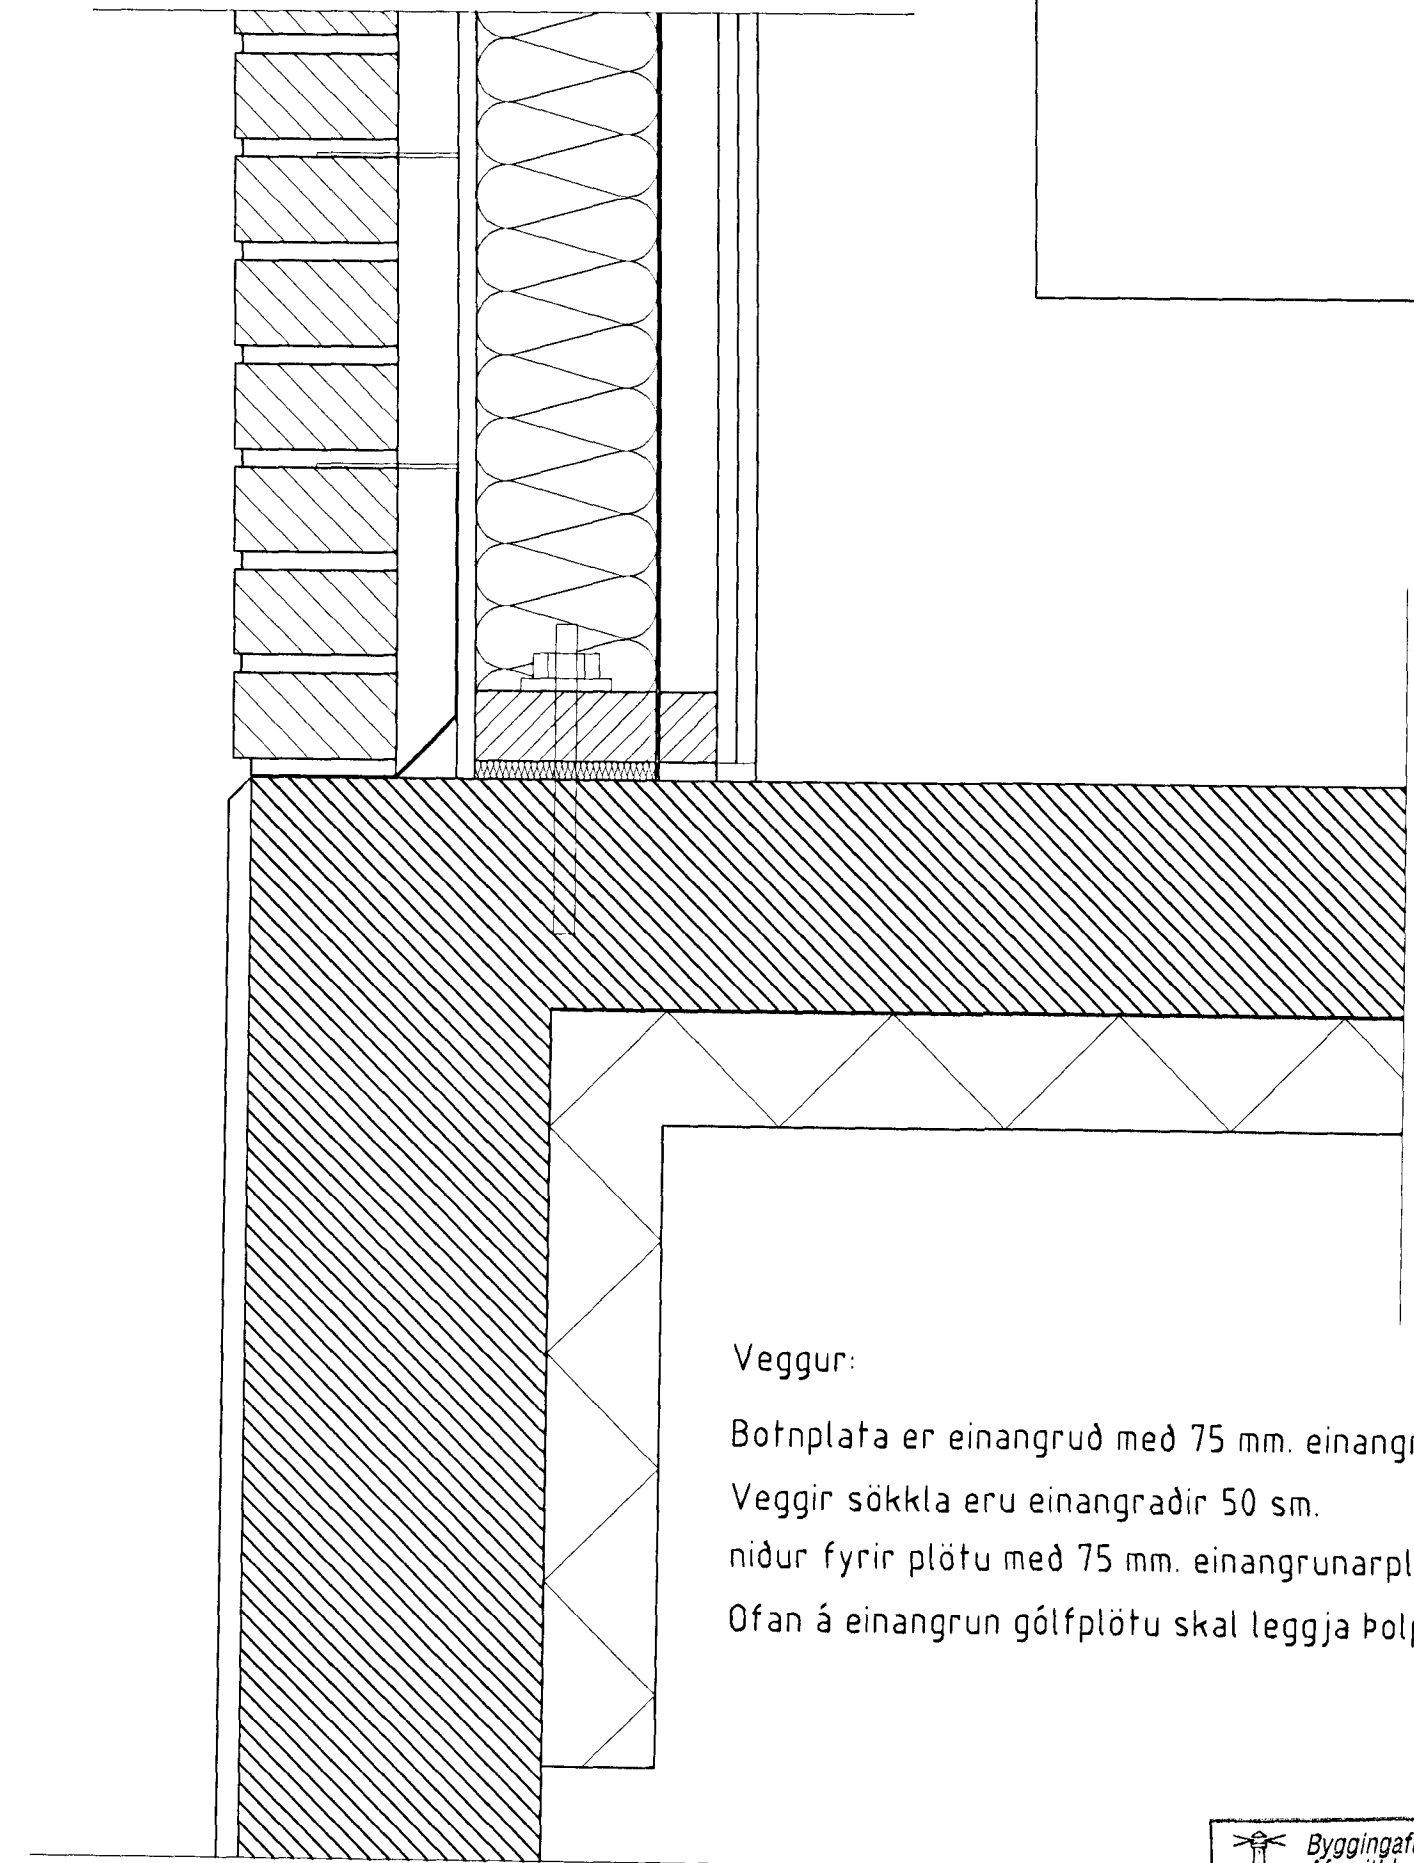 Veggur:
Botnplata er einangruð með 75 mm.
Veggir sökkla eru einangraðir 50 sm.
niður fyrir plötu með 75 mm. einangrunarpl
Ofan á einangrun gólfplötu skal leggja